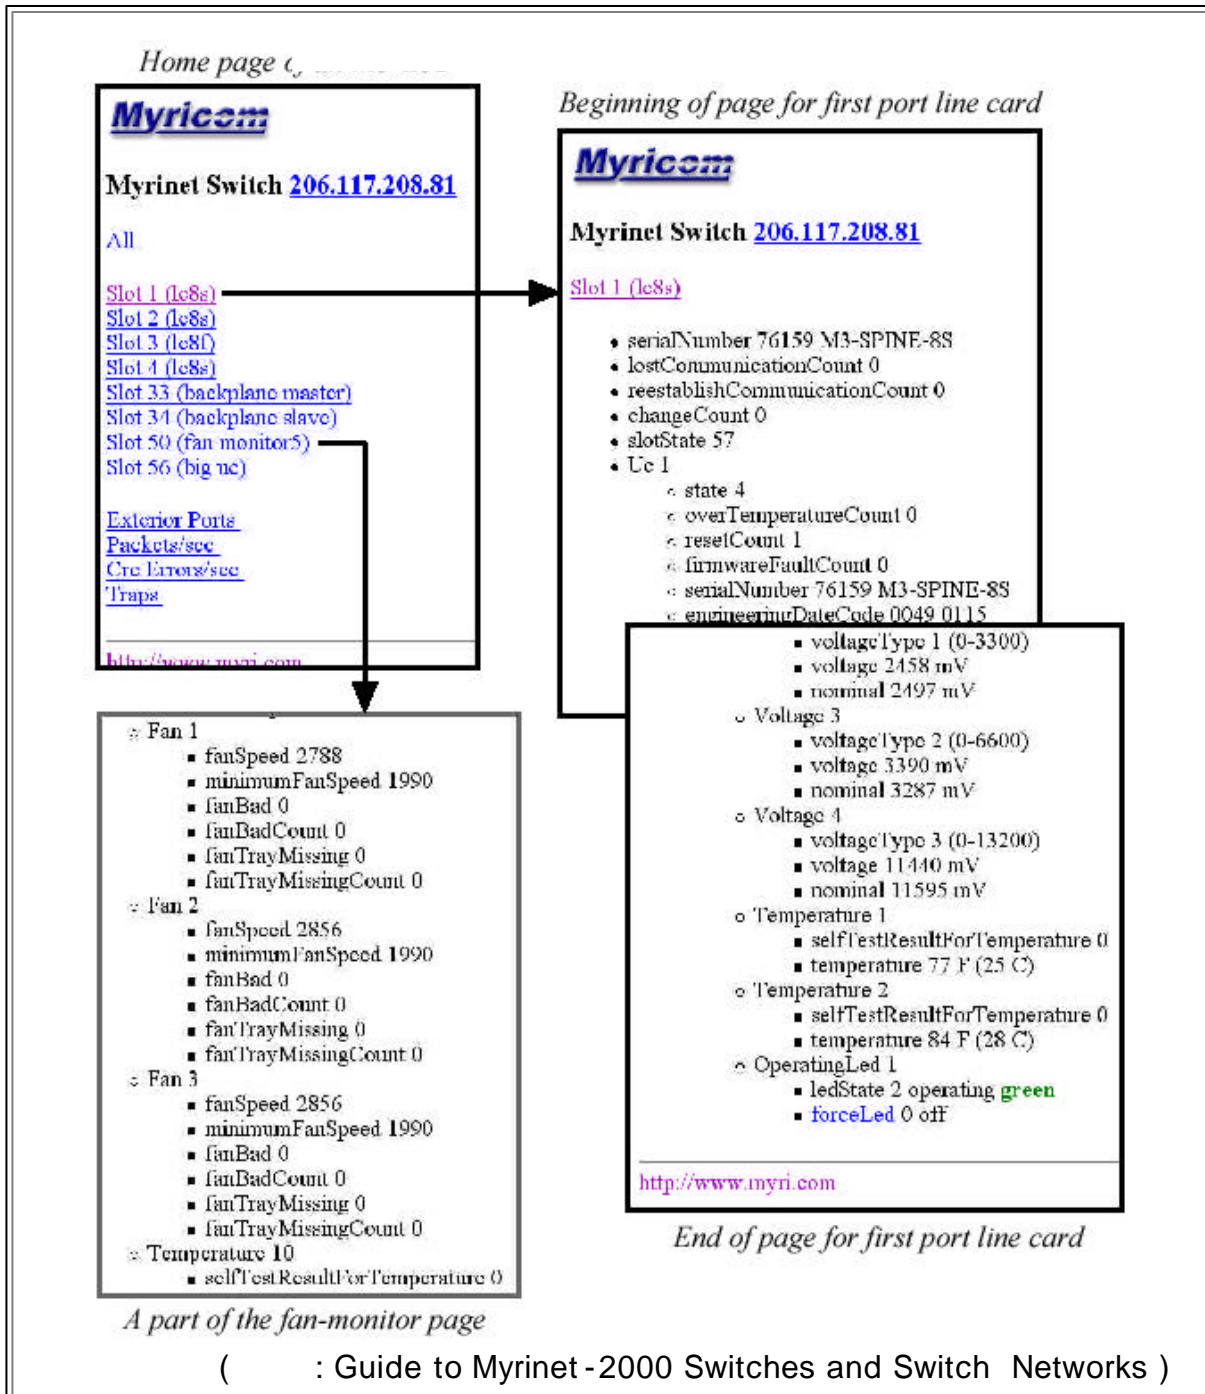 Home page
Myricom
Myrinet Switch 206.117.208.81
All
Slot 1 (lc8s)
Slot 2 (lc8s)
Slot 3 (lc8f)
Slot 4 (lc8s)
Slot 33 (backplane master)
Slot 34 (backplane slave)
Slot 50 (fan monitor5)
Slot 56 (big uc)
Exterior Ports
Packets/sec
Crc Errors/sec
Traps
http://www.myri.com
Beginning of page for first port line card
Myricom
Myrinet Switch 206.117.208.81
Slot 1 (lc8s)
serialNumber 76159 M3-SPINE-8S
lostCommunicationCount 0
reestablishCommunicationCount 0
changeCount 0
slotState 57
Uc 1
state 4
overTemperatureCount 0
resetCount 1
firmwareFaultCount 0
serialNumber 76159 M3-SPINE-8S
engineeringDateCode 0049 0115
voltageType 1 (0-3300)
voltage 2458 mV
nominal 2497 mV
Voltage 3
voltageType 2 (0-6600)
voltage 3390 mV
nominal 3287 mV
Voltage 4
voltageType 3 (0-13200)
voltage 11440 mV
nominal 11595 mV
Temperature 1
selfTestResultForTemperature 0
temperature 77 F (25 C)
Temperature 2
selfTestResultForTemperature 0
temperature 84 F (28 C)
OperatingLed 1
ledState 2 operating green
forceLed 0 off
http://www.myri.com
End of page for first port line card
Fan 1
fanSpeed 2788
minimumFanSpeed 1990
fanBad 0
fanBadCount 0
fanTrayMissing 0
fanTrayMissingCount 0
Fan 2
fanSpeed 2856
minimumFanSpeed 1990
fanBad 0
fanBadCount 0
fanTrayMissing 0
fanTrayMissingCount 0
Fan 3
fanSpeed 2856
minimumFanSpeed 1990
fanBad 0
fanBadCount 0
fanTrayMissing 0
fanTrayMissingCount 0
Temperature 10
selfTestResultForTemperature 0
A part of the fan-monitor page
( : Guide to Myrinet-2000 Switches and Switch Networks )